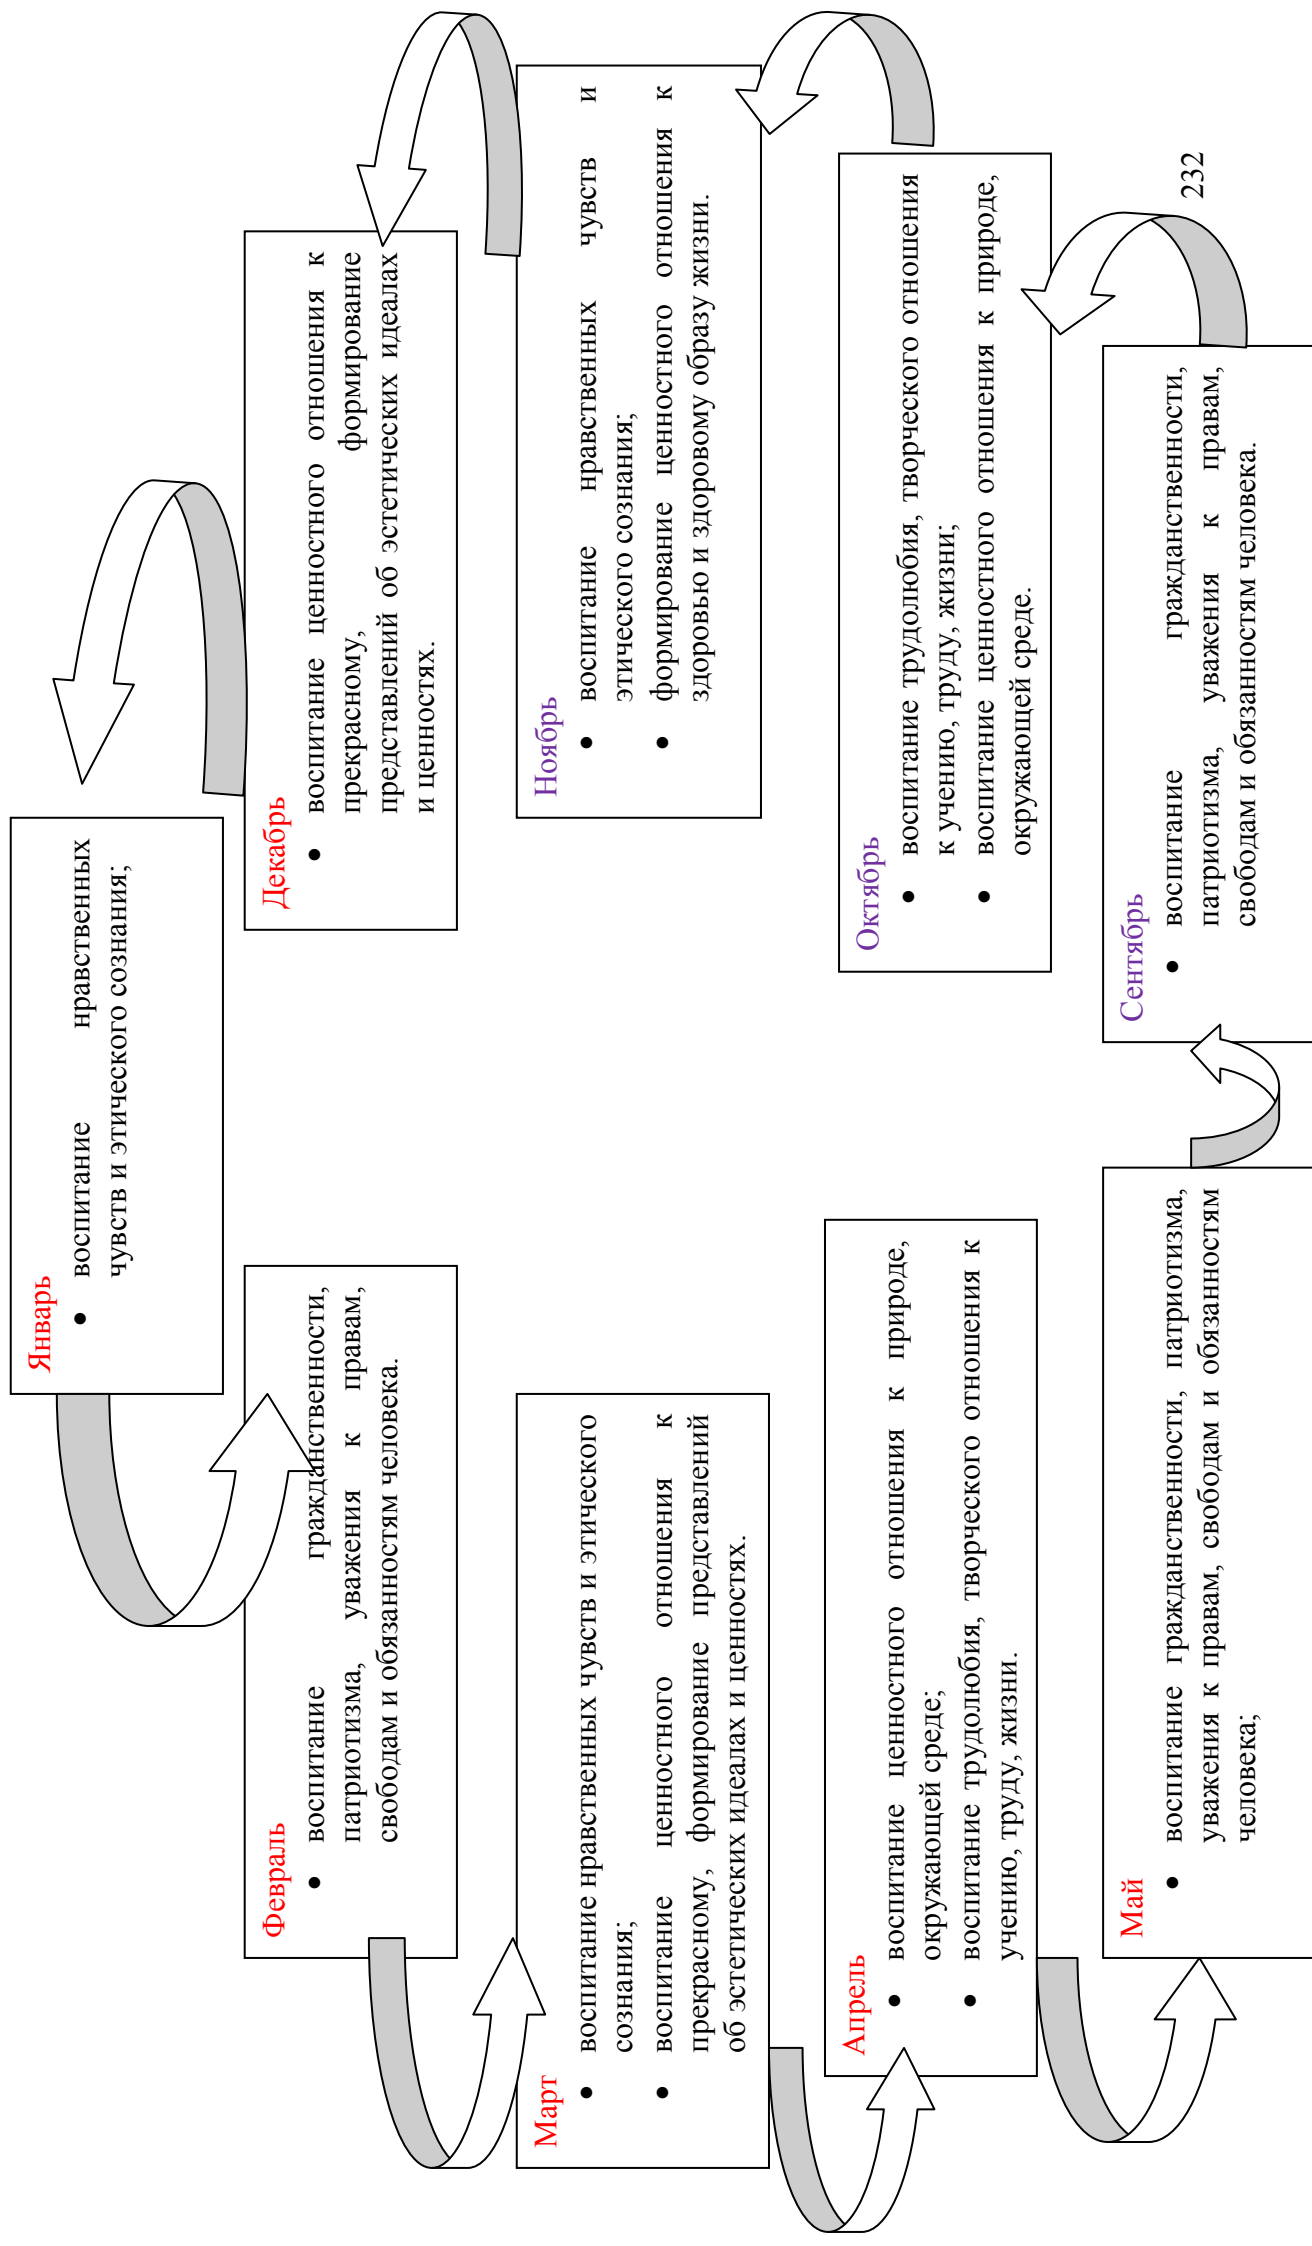 Январь
• воспитание нравственных
чувств и этического сознания;
Февраль
• воспитание гражданственности,
патриотизма, уважения к правам,
свободам и обязанностям человека.
Декабрь
• воспитание ценностного отношения к
прекрасному, формирование
представлений об эстетических идеалах
и ценностях.
Март
• воспитание нравственных чувств и этического
сознания;
• воспитание ценностного отношения к
прекрасному, формирование представлений
об эстетических идеалах и ценностях.
Ноябрь
• воспитание нравственных чувств и
этического сознания;
• формирование ценностного отношения к
здоровью и здоровому образу жизни.
Апрель
• воспитание ценностного отношения к природе,
окружающей среде;
• воспитание трудолюбия, творческого отношения к
учению, труду, жизни.
Октябрь
• воспитание трудолюбия, творческого отношения
к учению, труду, жизни;
• воспитание ценностного отношения к природе,
окружающей среде.
Май
• воспитание гражданственности, патриотизма,
уважения к правам, свободам и обязанностям
человека;
Сентябрь
• воспитание гражданственности,
патриотизма, уважения к правам,
свободам и обязанностям человека.
232